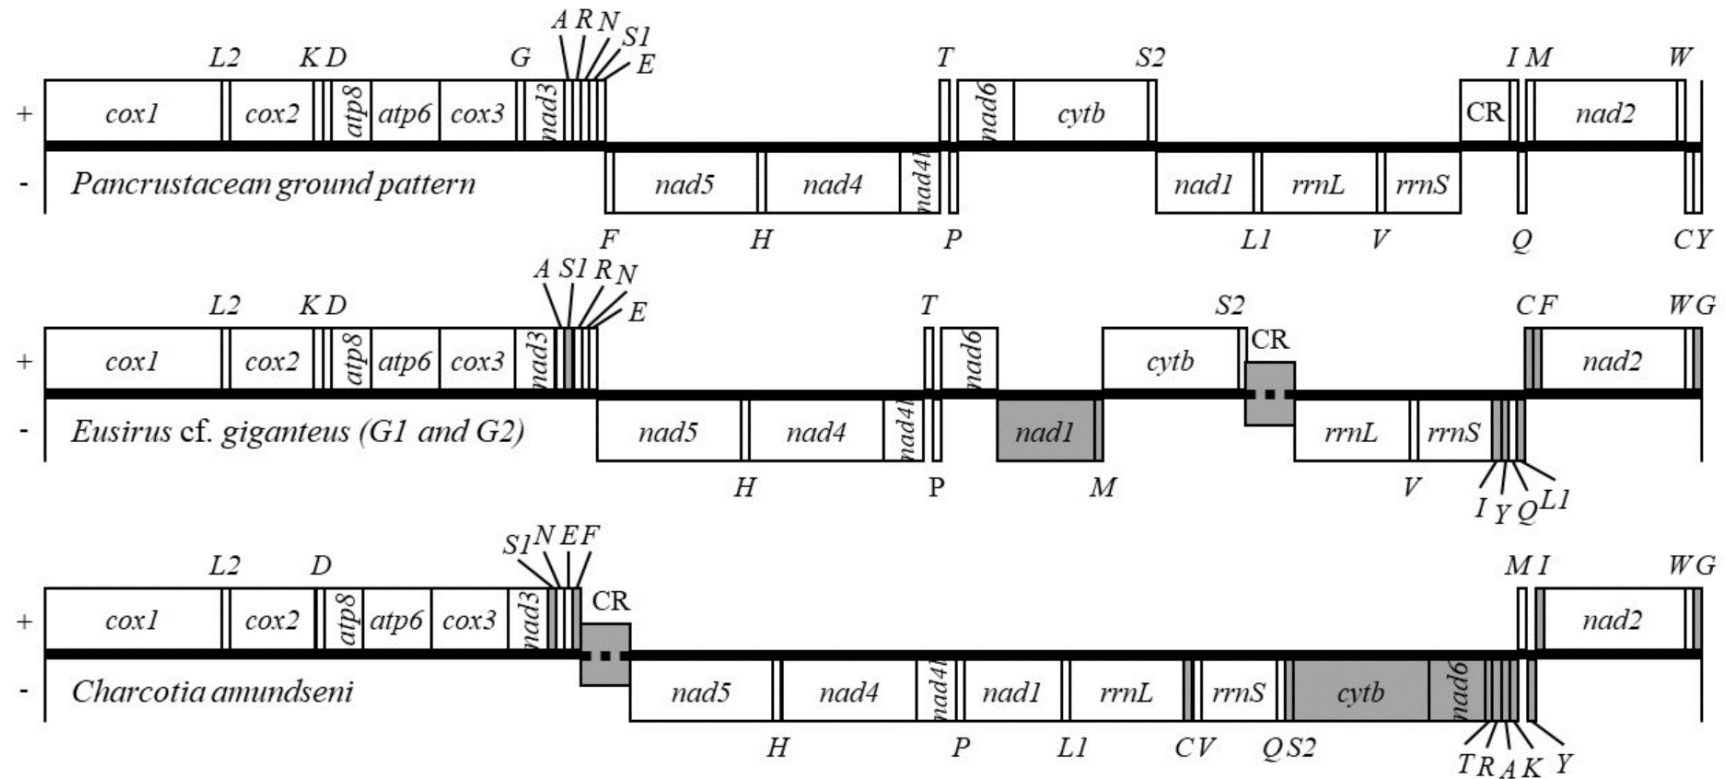 A R N S1 E
L2 K D G T S2 I M W
+ cox1 cox2 atp8 atp6 cox3 nad3 nad6 cytb CR nad2
- Pancrustacean ground pattern nad5 nad4 nad4l nad1 rrnL rrnS
F H P L1 V Q C Y
A S1 R N E
L2 K D T S2 CR C F W G
+ cox1 cox2 atp8 atp6 cox3 nad3 nad6 cytb nad2
- Eusirus cf. giganteus (G1 and G2) nad5 nad4 nad4l nad1 rrnL rrnS
H P M V I Y Q L1
S1 N E F
L2 D CR M I W G
+ cox1 cox2 atp8 atp6 cox3 nad3 nad2
- Charcotia amundseni nad5 nad4 nad4l nad1 rrnL rrnS cytb nad6
H P L1 C V Q S2 T R A K Y